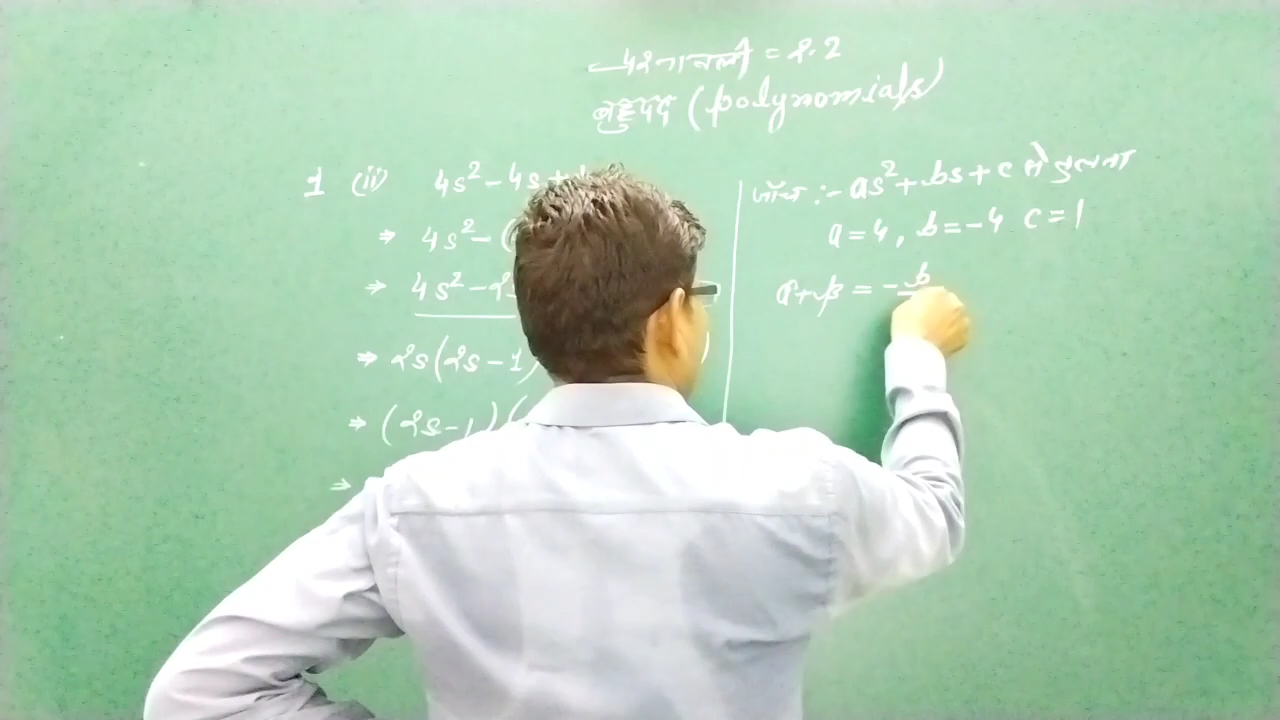 प्रश्नावली = 2.2
बहुपद (polynomials)
1 (ii) 4s² - 4s +
⇒ 4s² - (
⇒ 4s² - 2s
⇒ 2s(2s-1)
⇒ (2s-1)(
⇒
जाँच :- as² + bs + c से तुलना
a = 4, b = -4 c = 1
α+β = -b